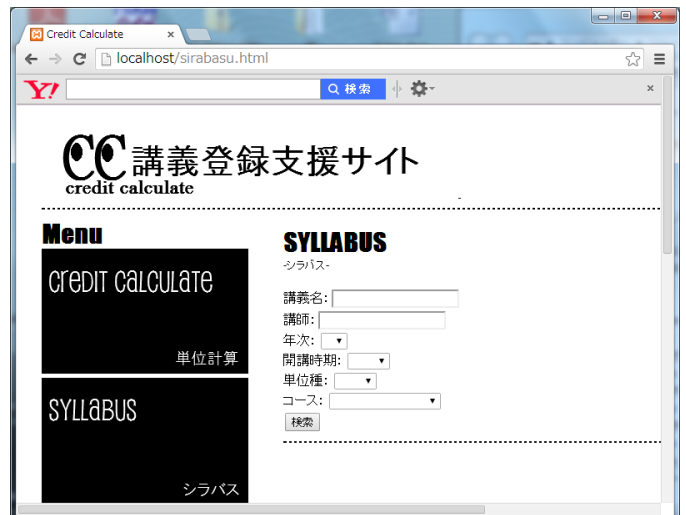 Credit Calculate
localhost/sirabasu.html
Y!
検索
CC講義登録支援サイト
credit calculate
Menu
credit calculate
単位計算
SYLLABUS
シラバス
SYLLABUS
-シラバス-
講義名:
講師:
年次:
開講時期:
単位種:
コース:
検索